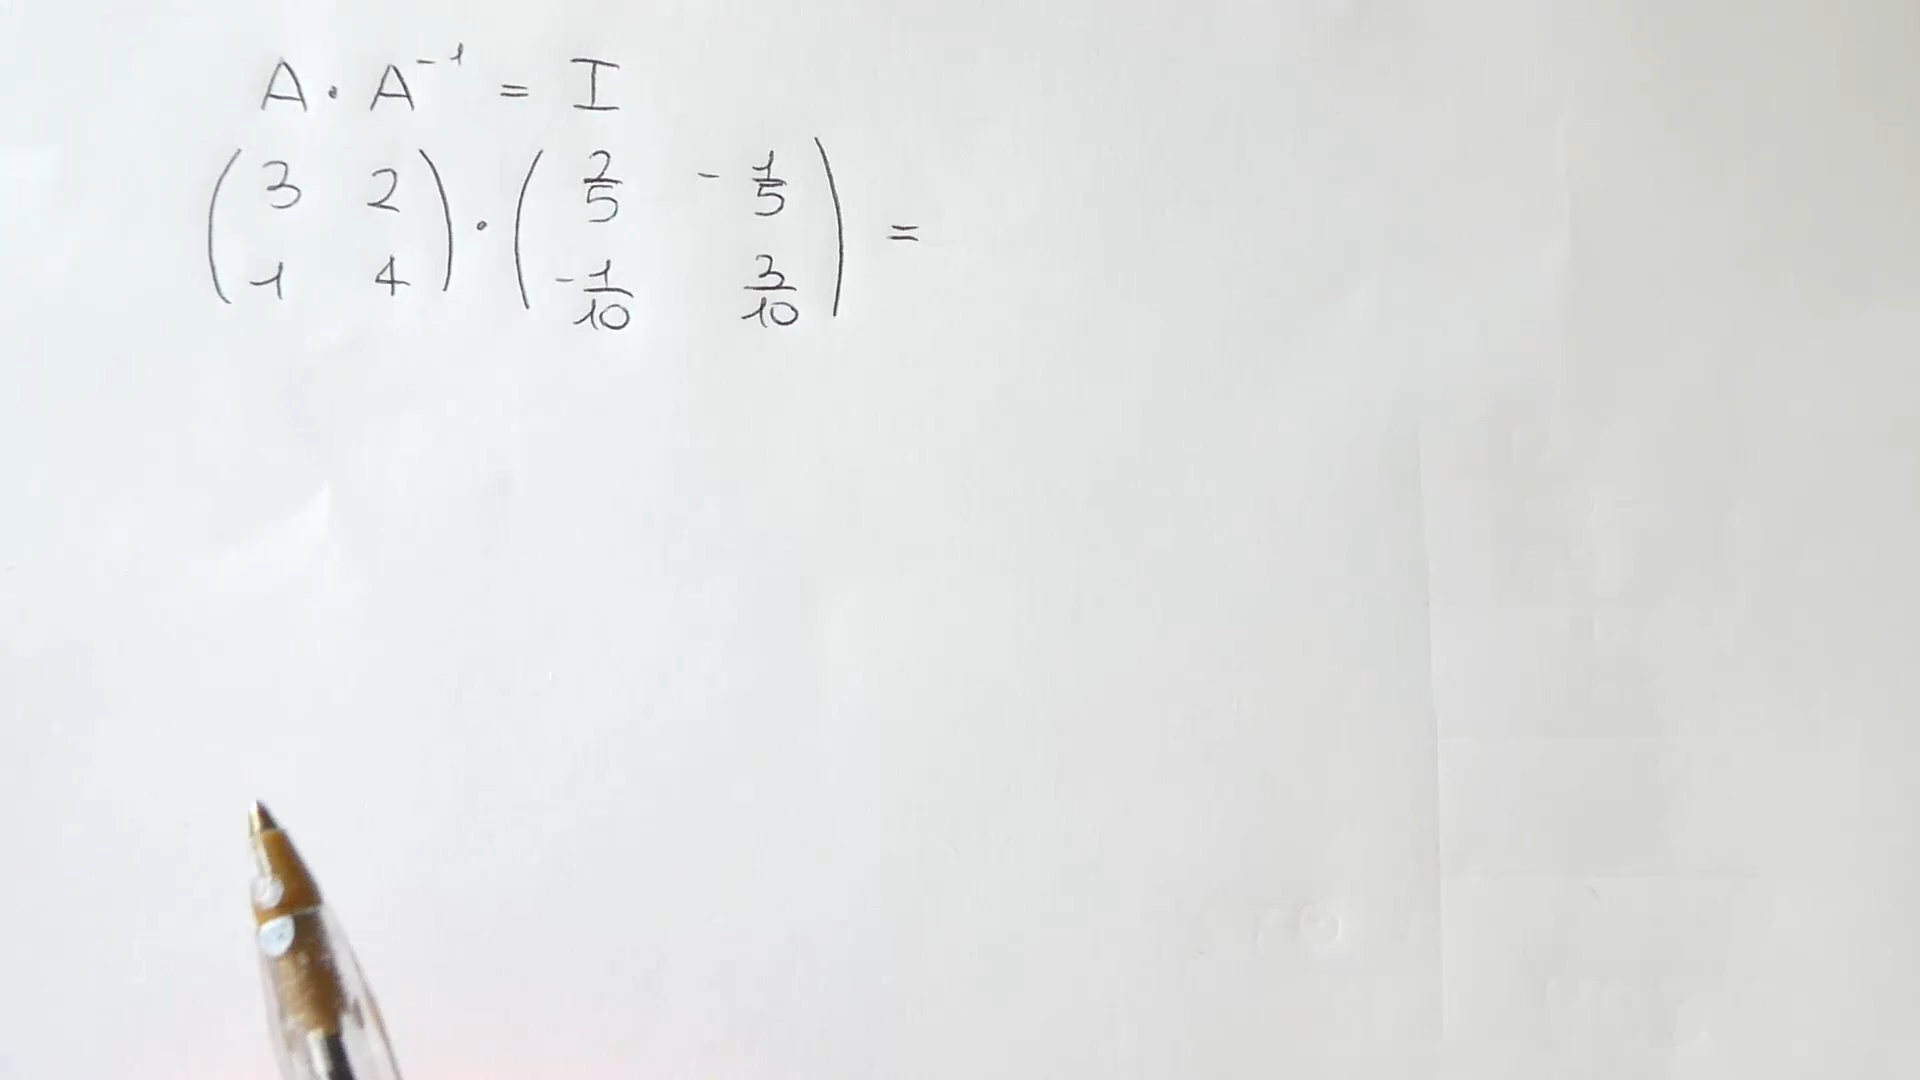 A · A⁻¹ = I
(3 2) · (2/5 -1/5) =
(1 4) (-1/10 3/10)